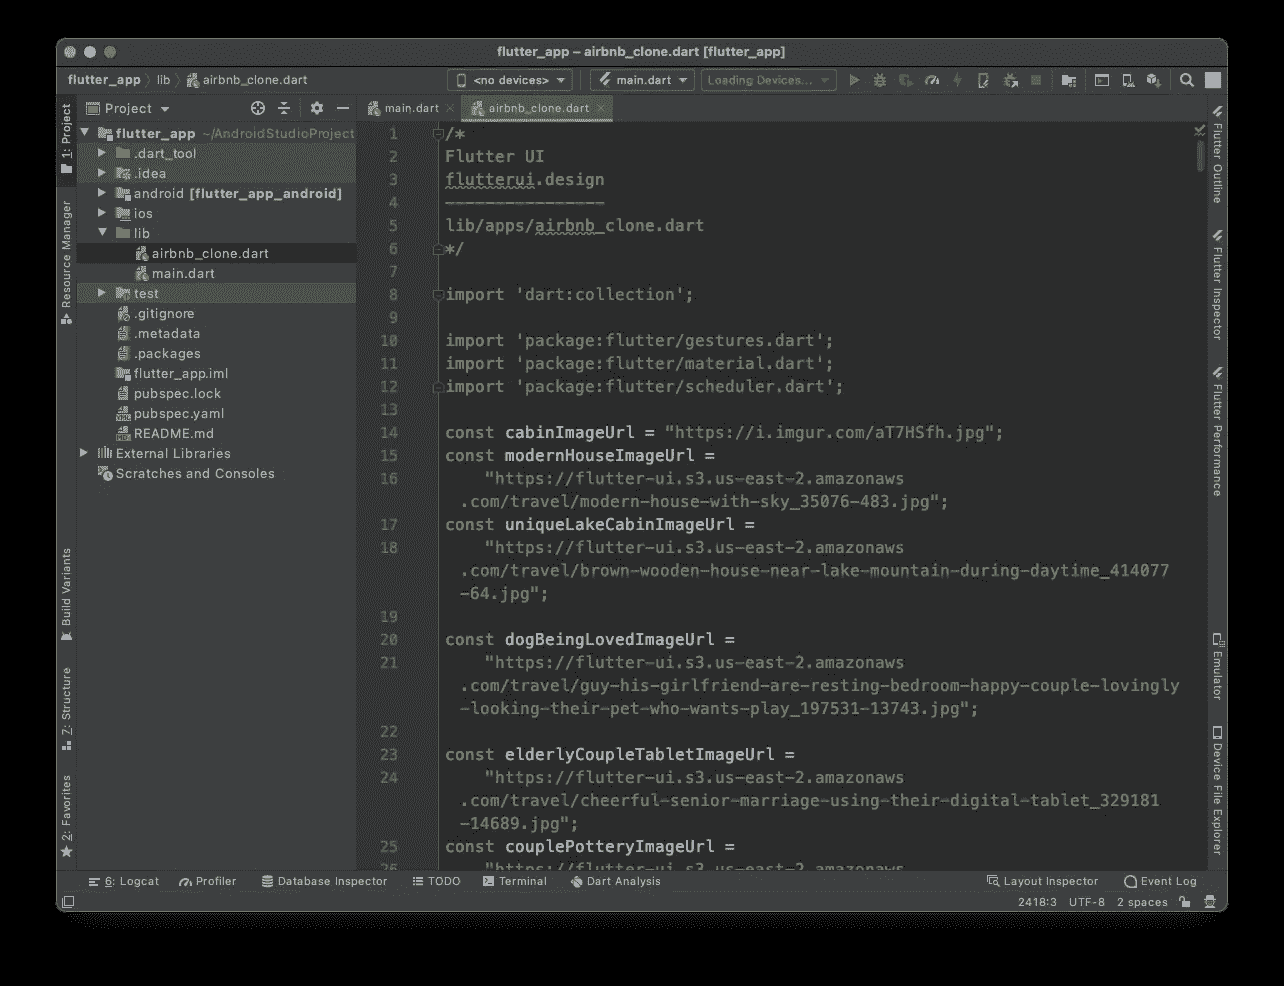 flutter_app – airbnb_clone.dart [flutter_app]
flutter_app lib airbnb_clone.dart <no devices> main.dart Loading Devices...
Project
main.dart airbnb_clone.dart
1: Project
Resource Manager
Build Variants
Z: Structure
2: Favorites
flutter_app ~/AndroidStudioProject
.dart_tool
.idea
android [flutter_app_android]
ios
lib
airbnb_clone.dart
main.dart
test
.gitignore
.metadata
.packages
flutter_app.iml
pubspec.lock
pubspec.yaml
README.md
External Libraries
Scratches and Consoles
1 /*
2 Flutter UI
3 flutterui.design
4 ----------------
5 lib/apps/airbnb_clone.dart
6 */
7
8 import 'dart:collection';
9
10 import 'package:flutter/gestures.dart';
11 import 'package:flutter/material.dart';
12 import 'package:flutter/scheduler.dart';
13
14 const cabinImageUrl = "https://i.imgur.com/aT7HSfh.jpg";
15 const modernHouseImageUrl =
16 "https://flutter-ui.s3.us-east-2.amazonaws
.com/travel/modern-house-with-sky_35076-483.jpg";
17 const uniqueLakeCabinImageUrl =
18 "https://flutter-ui.s3.us-east-2.amazonaws
.com/travel/brown-wooden-house-near-lake-mountain-during-daytime_414077
-64.jpg";
19
20 const dogBeingLovedImageUrl =
21 "https://flutter-ui.s3.us-east-2.amazonaws
.com/travel/guy-his-girlfriend-are-resting-bedroom-happy-couple-lovingly
-looking-their-pet-who-wants-play_197531-13743.jpg";
22
23 const elderlyCoupleTabletImageUrl =
24 "https://flutter-ui.s3.us-east-2.amazonaws
.com/travel/cheerful-senior-marriage-using-their-digital-tablet_329181
-14689.jpg";
25 const couplePotteryImageUrl =
26 "https://flutter-ui.s3.us-east-2.amazonaws
Flutter Outline
Flutter Inspector
Flutter Performance
Emulator
Device File Explorer
6: Logcat Profiler Database Inspector TODO Terminal Dart Analysis Layout Inspector Event Log
2418:3 UTF-8 2 spaces